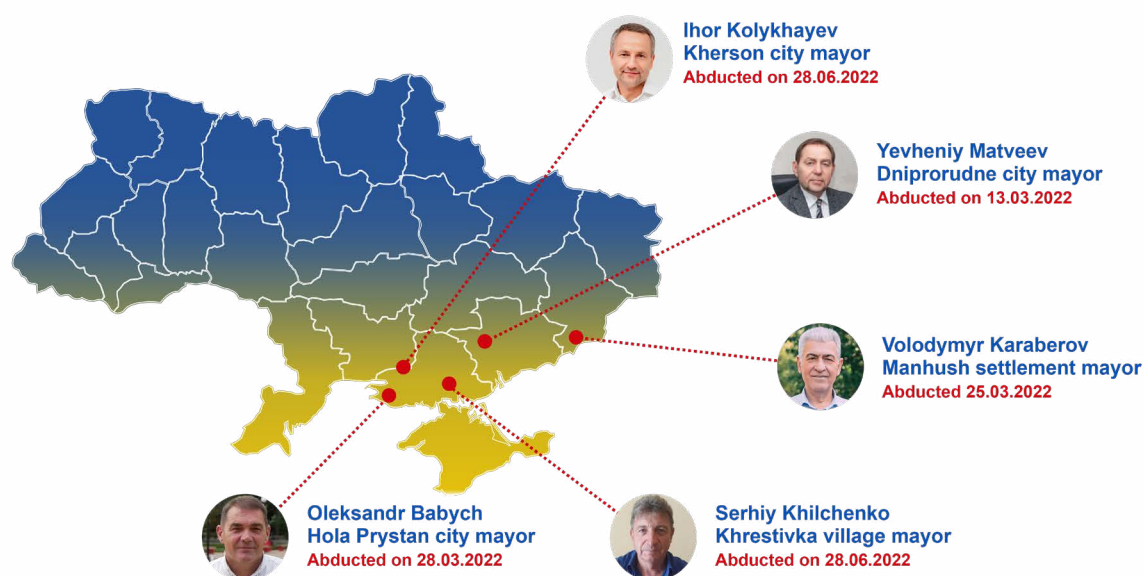 Ihor Kolykhayev
Kherson city mayor
Abducted on 28.06.2022
Yevheniy Matveev
Dniprorudne city mayor
Abducted on 13.03.2022
Volodymyr Karaberov
Manhush settlement mayor
Abducted 25.03.2022
Oleksandr Babych
Hola Prystan city mayor
Abducted on 28.03.2022
Serhiy Khilchenko
Khrestivka village mayor
Abducted on 28.06.2022